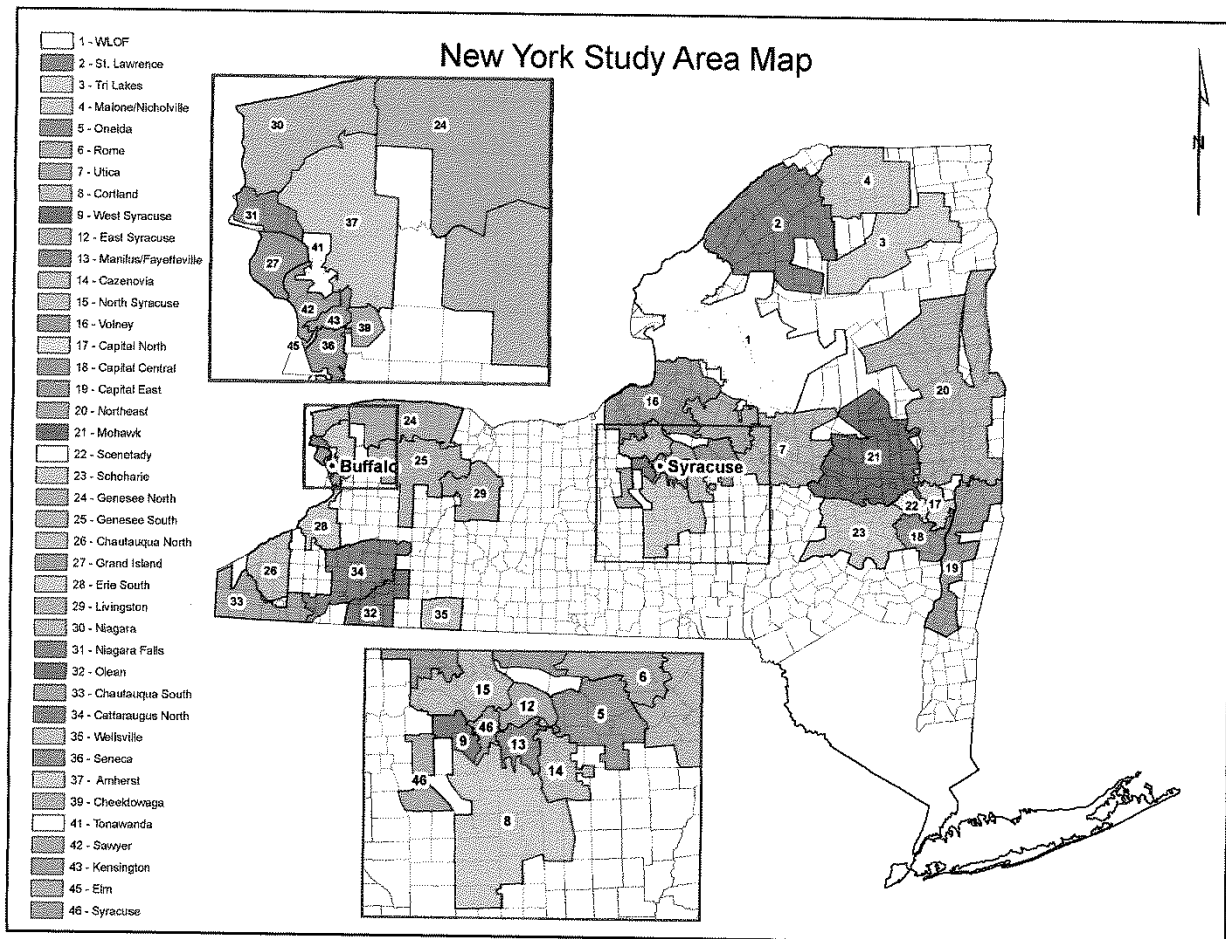 New York Study Area Map
1 - WLOF
2 - St. Lawrence
3 - Tri Lakes
4 - Malone/Nicholville
5 - Oneida
6 - Rome
7 - Utica
8 - Cortland
9 - West Syracuse
12 - East Syracuse
13 - Manilus/Fayetteville
14 - Cazenovia
15 - North Syracuse
16 - Volney
17 - Capital North
18 - Capital Central
19 - Capital East
20 - Northeast
21 - Mohawk
22 - Scenetady
23 - Schoharie
24 - Genesee North
25 - Genesee South
26 - Chautauqua North
27 - Grand Island
28 - Erie South
29 - Livingston
30 - Niagara
31 - Niagara Falls
32 - Olean
33 - Chautauqua South
34 - Cattaraugus North
35 - Wellsville
36 - Seneca
37 - Amherst
39 - Cheektowaga
41 - Tonawanda
42 - Sawyer
43 - Kensington
45 - Elm
46 - Syracuse
30
24
31
37
41
27
42
43
39
45
36
N
4
2
3
1
20
16
24
7
21
Buffalo
25
Syracuse
29
22
17
28
23
18
26
34
19
33
32
35
6
15
12
5
46
9
13
14
46
8